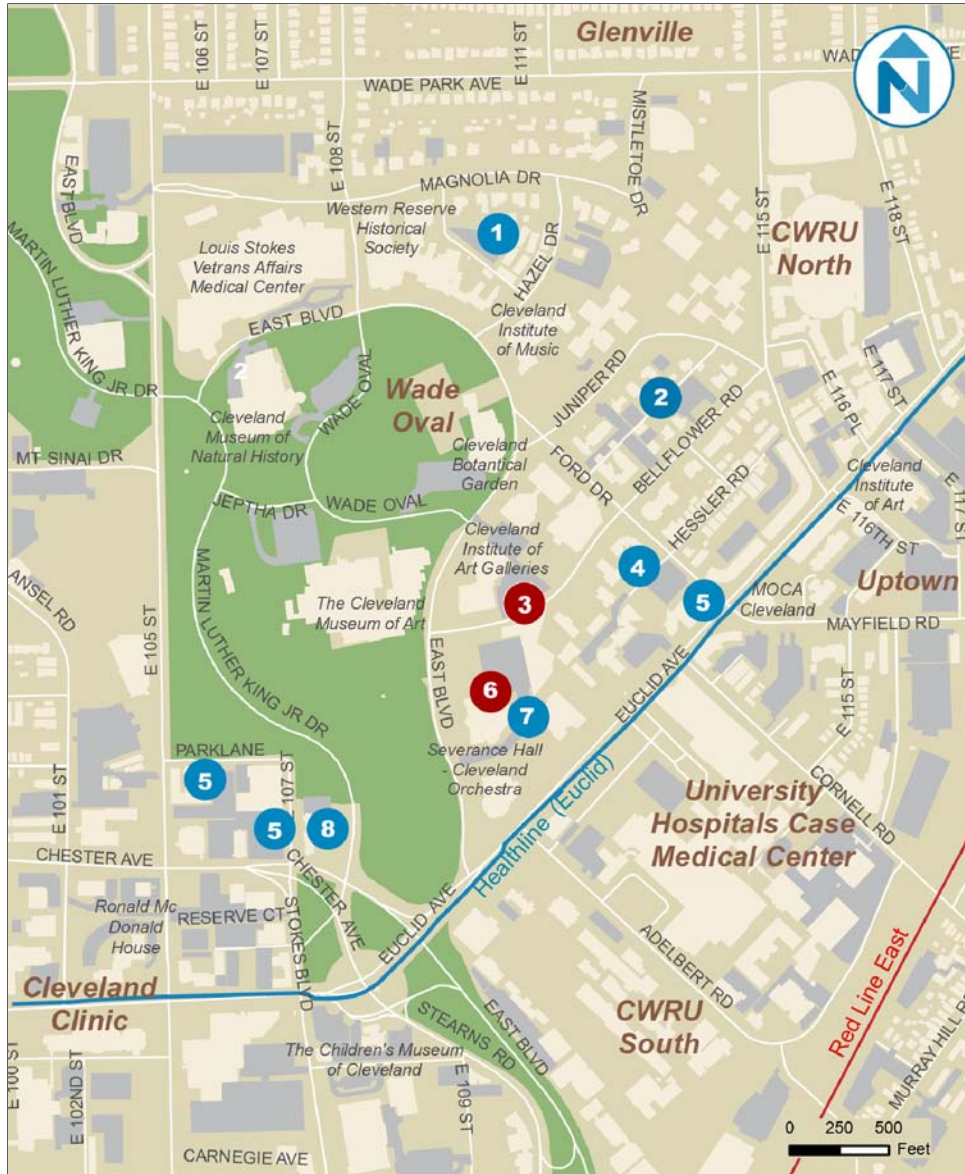 Glenville
E 106 ST
E 107 ST
E 111 ST
WADE PARK AVE
N
EAST BLVD
E 108 ST
MISTLETOE DR
MAGNOLIA DR
Western Reserve
Historical
Society
1
HAZEL DR
E 115 ST
E 118 ST
CWRU
North
MARTIN LUTHER KING JR DR
Louis Stokes
Vetrans Affairs
Medical Center
EAST BLVD
Cleveland
Institute
of Music
2
WADE OVAL
Wade
Oval
JUNIPER RD
2
BELLFLOWER RD
E 116 PL
E 117 ST
Cleveland
Museum of
Natural History
MT SINAI DR
JEPTHA DR
WADE OVAL
Cleveland
Botantical
Garden
FORD DR
HESSLER RD
Cleveland
Institute
of Art
E 117 ST
E 116TH ST
Cleveland
Institute of
Art Galleries
4
Uptown
ANSEL RD
E 105 ST
MARTIN LUTHER KING JR DR
The Cleveland
Museum of Art
3
5
MOCA
Cleveland
MAYFIELD RD
EAST BLVD
6
7
EUCLID AVE
E 115 ST
Severance Hall
- Cleveland
Orchestra
PARKLANE
5
107 ST
5
8
E 101 ST
CHESTER AVE
CHESTER AVE
Healthline (Euclid)
University
Hospitals Case
Medical Center
CORNELL RD
Ronald Mc
Donald
House
RESERVE CT
STOKES BLVD
EUCLID AVE
ADELBERT RD
Cleveland
Clinic
CWRU
South
Red Line East
STEARNS RD
EAST BLVD
MURRAY HILL
E 100 ST
E 102ND ST
The Children's Museum
of Cleveland
E 109 ST
CARNEGIE AVE
0 250 500
Feet